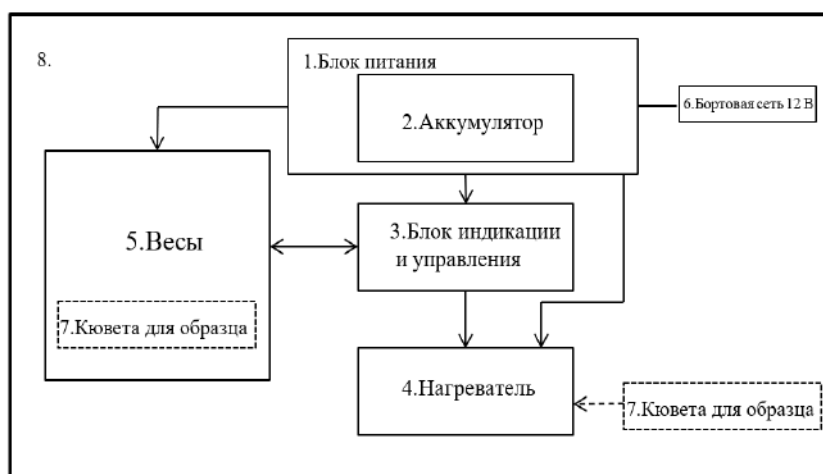 8.
1.Блок питания
2.Аккумулятор
6.Бортовая сеть 12 В
5.Весы
3.Блок индикации
и управления
7.Кювета для образца
4.Нагреватель
7.Кювета для образца